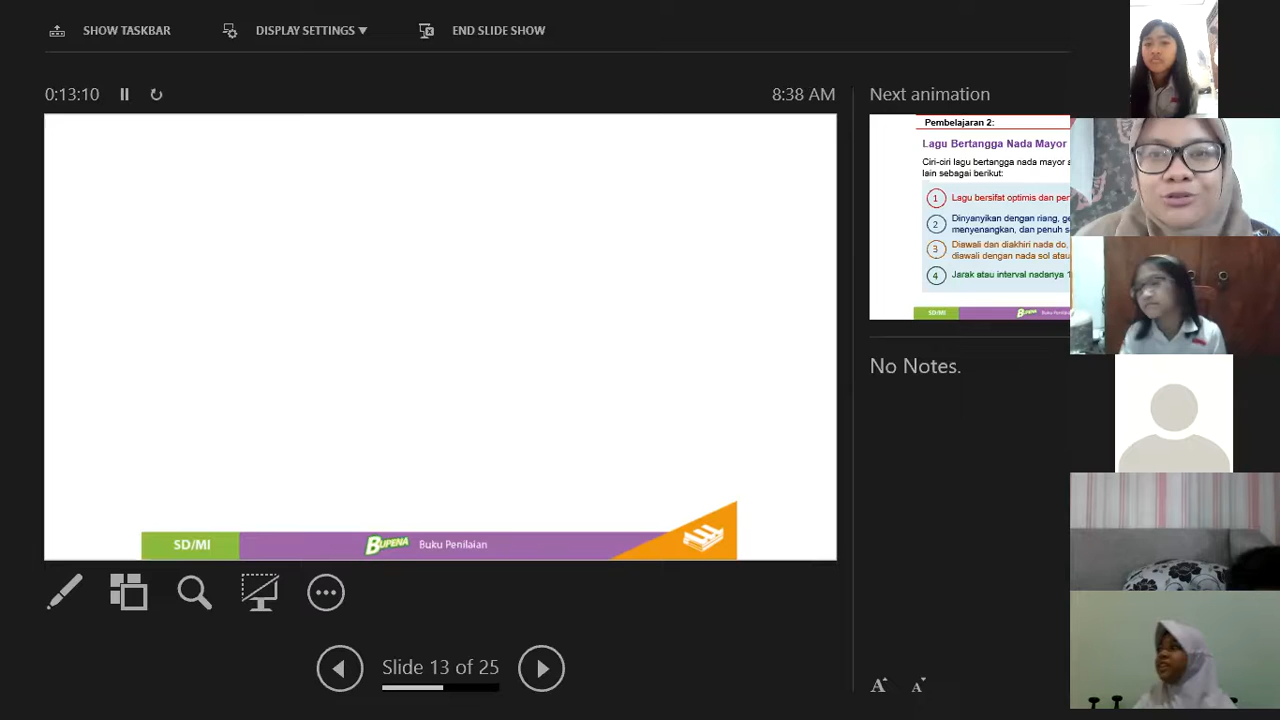 SHOW TASKBAR
DISPLAY SETTINGS
END SLIDE SHOW
0:13:10
8:38 AM
Next animation
Pembelajaran 2:
Lagu Bertangga Nada Mayor
Ciri-ciri lagu bertangga nada mayor a
lain sebagai berikut:
1 Lagu bersifat optimis dan per
2 Dinyanyikan dengan riang, ge
menyenangkan, dan penuh s
3 Diawali dan diakhiri nada do,
diawali dengan nada sol atau
4 Jarak atau interval nadanya 1
SD/MI
BUPENA
No Notes.
SD/MI
BUPENA
Buku Penilaian
Slide 13 of 25
A
A